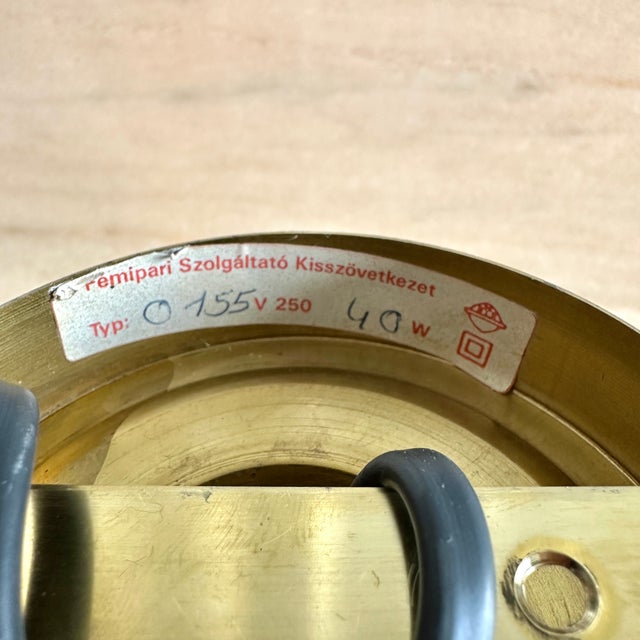 Fémipari Szolgáltató Kisszövetkezet
Typ: O 155 V 250 40 W